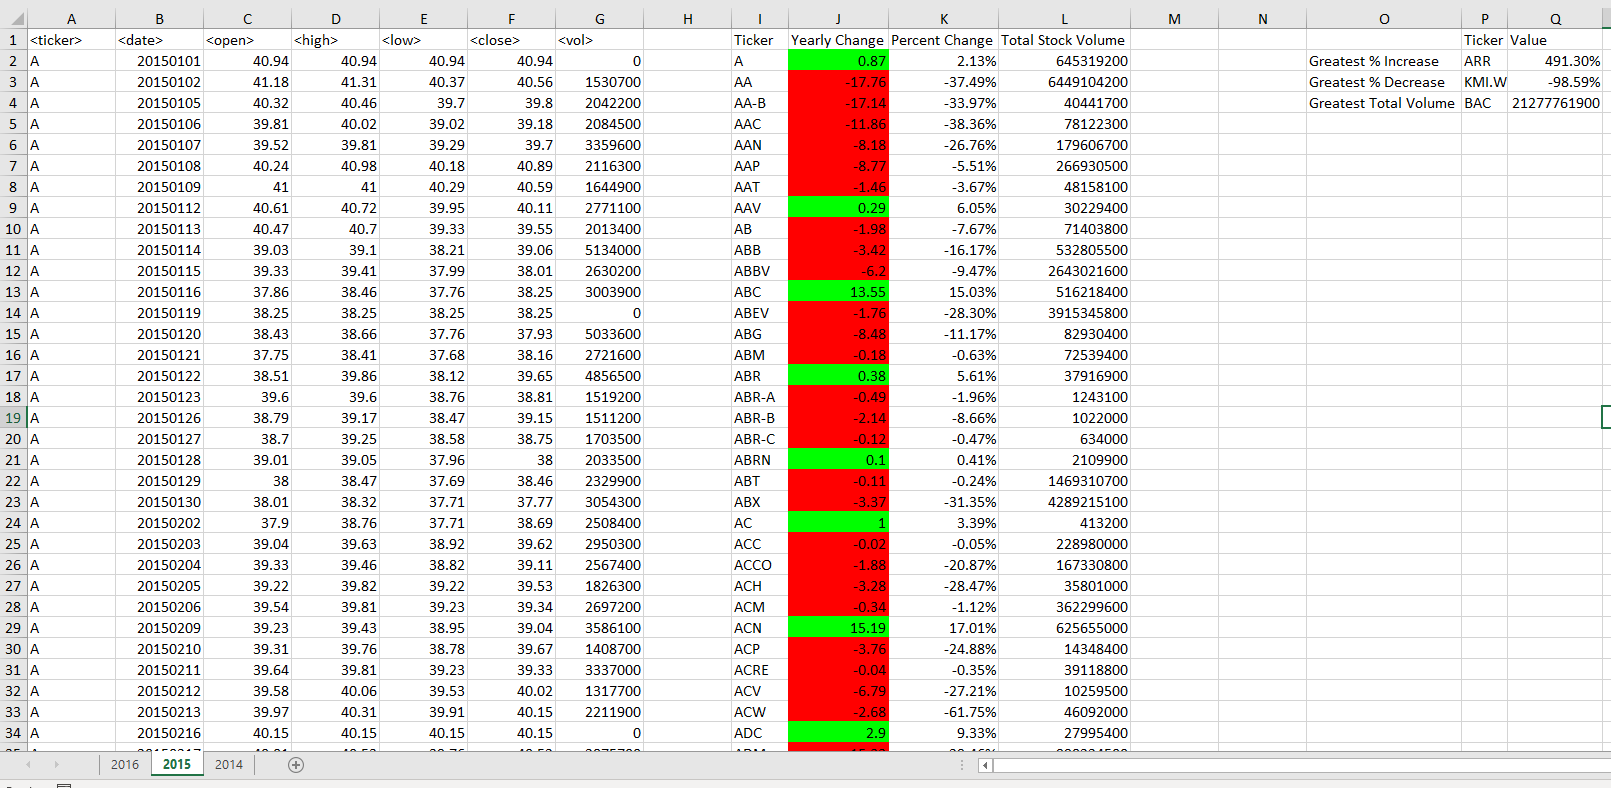 A B C D E F G H I J K L M N O P Q
1 <ticker> <date> <open> <high> <low> <close> <vol> Ticker Yearly Change Percent Change Total Stock Volume Ticker Value
2 A 20150101 40.94 40.94 40.94 40.94 0 A 0.87 2.13% 645319200 Greatest % Increase ARR 491.30%
3 A 20150102 41.18 41.31 40.37 40.56 1530700 AA -17.76 -37.49% 6449104200 Greatest % Decrease KMI.W -98.59%
4 A 20150105 40.32 40.46 39.7 39.8 2042200 AA-B -17.14 -33.97% 40441700 Greatest Total Volume BAC 21277761900
5 A 20150106 39.81 40.02 39.02 39.18 2084500 AAC -11.86 -38.36% 78122300
6 A 20150107 39.52 39.81 39.29 39.7 3359600 AAN -8.18 -26.76% 179606700
7 A 20150108 40.24 40.98 40.18 40.89 2116300 AAP -8.77 -5.51% 266930500
8 A 20150109 41 41 40.29 40.59 1644900 AAT -1.46 -3.67% 48158100
9 A 20150112 40.61 40.72 39.95 40.11 2771100 AAV 0.29 6.05% 30229400
10 A 20150113 40.47 40.7 39.33 39.55 2013400 AB -1.98 -7.67% 71403800
11 A 20150114 39.03 39.1 38.21 39.06 5134000 ABB -3.42 -16.17% 532805500
12 A 20150115 39.33 39.41 37.99 38.01 2630200 ABBV -6.2 -9.47% 2643021600
13 A 20150116 37.86 38.46 37.76 38.25 3003900 ABC 13.55 15.03% 516218400
14 A 20150119 38.25 38.25 38.25 38.25 0 ABEV -1.76 -28.30% 3915345800
15 A 20150120 38.43 38.66 37.76 37.93 5033600 ABG -8.48 -11.17% 82930400
16 A 20150121 37.75 38.41 37.68 38.16 2721600 ABM -0.18 -0.63% 72539400
17 A 20150122 38.51 39.86 38.12 39.65 4856500 ABR 0.38 5.61% 37916900
18 A 20150123 39.6 39.6 38.76 38.81 1519200 ABR-A -0.49 -1.96% 1243100
19 A 20150126 38.79 39.17 38.47 39.15 1511200 ABR-B -2.14 -8.66% 1022000
20 A 20150127 38.7 39.25 38.58 38.75 1703500 ABR-C -0.12 -0.47% 634000
21 A 20150128 39.01 39.05 37.96 38 2033500 ABRN 0.1 0.41% 2109900
22 A 20150129 38 38.47 37.69 38.46 2329900 ABT -0.11 -0.24% 1469310700
23 A 20150130 38.01 38.32 37.71 37.77 3054300 ABX -3.37 -31.35% 4289215100
24 A 20150202 37.9 38.76 37.71 38.69 2508400 AC 1 3.39% 413200
25 A 20150203 39.04 39.63 38.92 39.62 2950300 ACC -0.02 -0.05% 228980000
26 A 20150204 39.33 39.46 38.82 39.11 2567400 ACCO -1.88 -20.87% 167330800
27 A 20150205 39.22 39.82 39.22 39.53 1826300 ACH -3.28 -28.47% 35801000
28 A 20150206 39.54 39.81 39.23 39.34 2697200 ACM -0.34 -1.12% 362299600
29 A 20150209 39.23 39.43 38.95 39.04 3586100 ACN 15.19 17.01% 625655000
30 A 20150210 39.31 39.76 38.78 39.67 1408700 ACP -3.76 -24.88% 14348400
31 A 20150211 39.64 39.81 39.23 39.33 3337000 ACRE -0.04 -0.35% 39118800
32 A 20150212 39.58 40.06 39.53 40.02 1317700 ACV -6.79 -27.21% 10259500
33 A 20150213 39.97 40.31 39.91 40.15 2211900 ACW -2.68 -61.75% 46092000
34 A 20150216 40.15 40.15 40.15 40.15 0 ADC 2.9 9.33% 27995400
2016 2015 2014